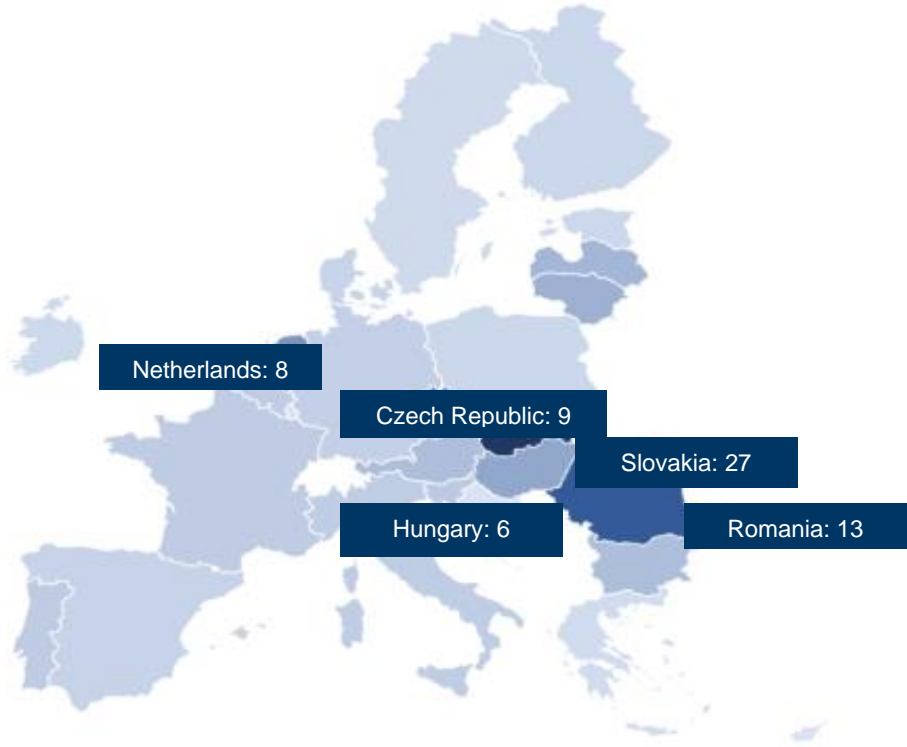 Netherlands: 8
Czech Republic: 9
Slovakia: 27
Hungary: 6
Romania: 13